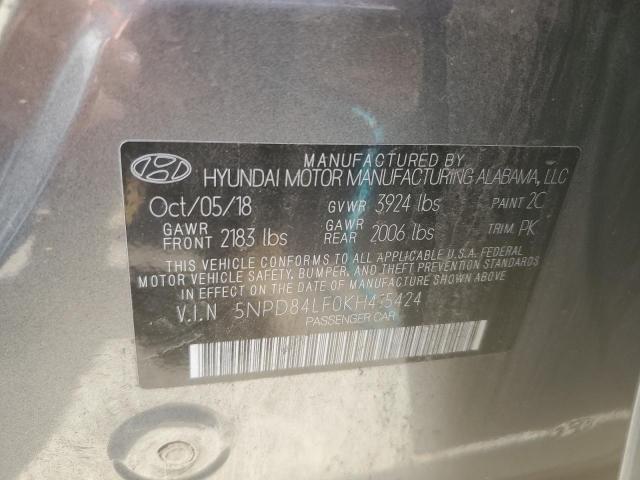 MANUFACTURED BY
HYUNDAI MOTOR MANUFACTURING ALABAMA, LLC
Oct/05/18 GVWR 3924 lbs PAINT 2C
GAWR FRONT 2183 lbs GAWR REAR 2006 lbs TRIM. PK
THIS VEHICLE CONFORMS TO ALL APPLICABLE U.S.A. FEDERAL
MOTOR VEHICLE SAFETY, BUMPER, AND THEFT PREVENTION STANDARDS
IN EFFECT ON THE DATE OF MANUFACTURE SHOWN ABOVE.
V.I.N
PASSENGER CAR